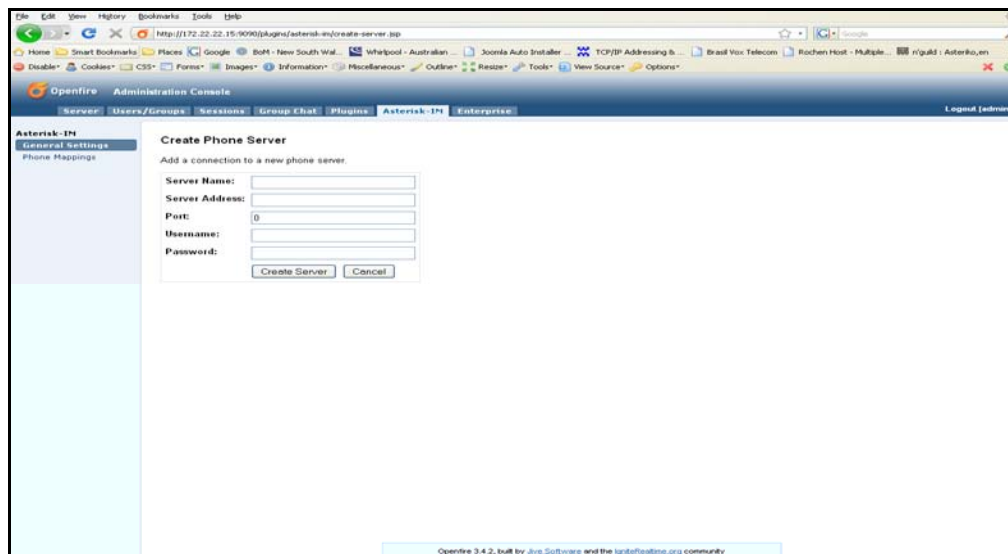 File Edit View History Bookmarks Tools Help
http://172.22.22.15:9090/plugins/asterisk-im/create-server.jsp
Google
Home Smart Bookmarks Places Google BoM - New South Wal... Whirlpool - Australian ... Joomla Auto Installer ... TCP/IP Addressing & ... Brasil Vox Telecom Rochen Host - Multiple... : Asterisk,en
Disable Cookies CSS Forms Images Information Miscellaneous Outline Resize Tools View Source Options
Openfire Administration Console
Server Users/Groups Sessions Group Chat Plugins Asterisk-IM Enterprise
Logout [admin
Asterisk-IM
General Settings
Phone Mappings
Create Phone Server
Add a connection to a new phone server.
Server Name:
Server Address:
Port: 0
Username:
Password:
Create Server Cancel
Openfire 3.4.2, built by Jive Software and the IgniteRealtime.org community